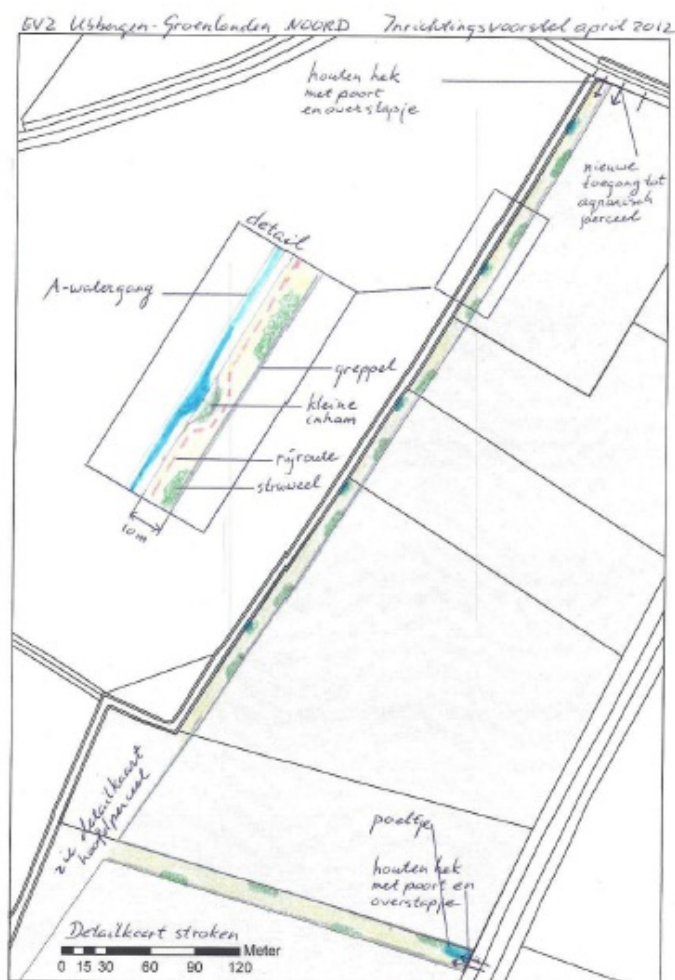 EVZ Ubbergen-Groenlanden NOORD Inrichtingsvoorstel april 2012
houten hek
met poort
en overstapje
nieuwe
toegang tot
agrarisch
perceel
detail
A-watergang
greppel
kleine
inham
rijroute
struweel
10m
zie detailkaart
hoofdperceel
poeltje
houten hek
met poort en
overstapje
Detailkaart stroken
Meter
0 15 30 60 90 120